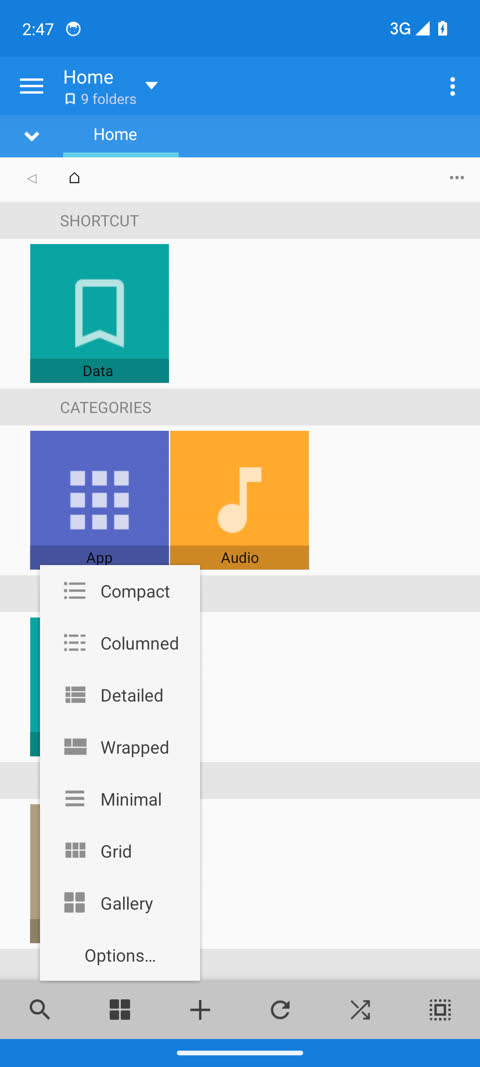 2:47
3G
Home
9 folders
Home
SHORTCUT
Data
CATEGORIES
App
Audio
Compact
Columned
Detailed
Wrapped
Minimal
Grid
Gallery
Options...